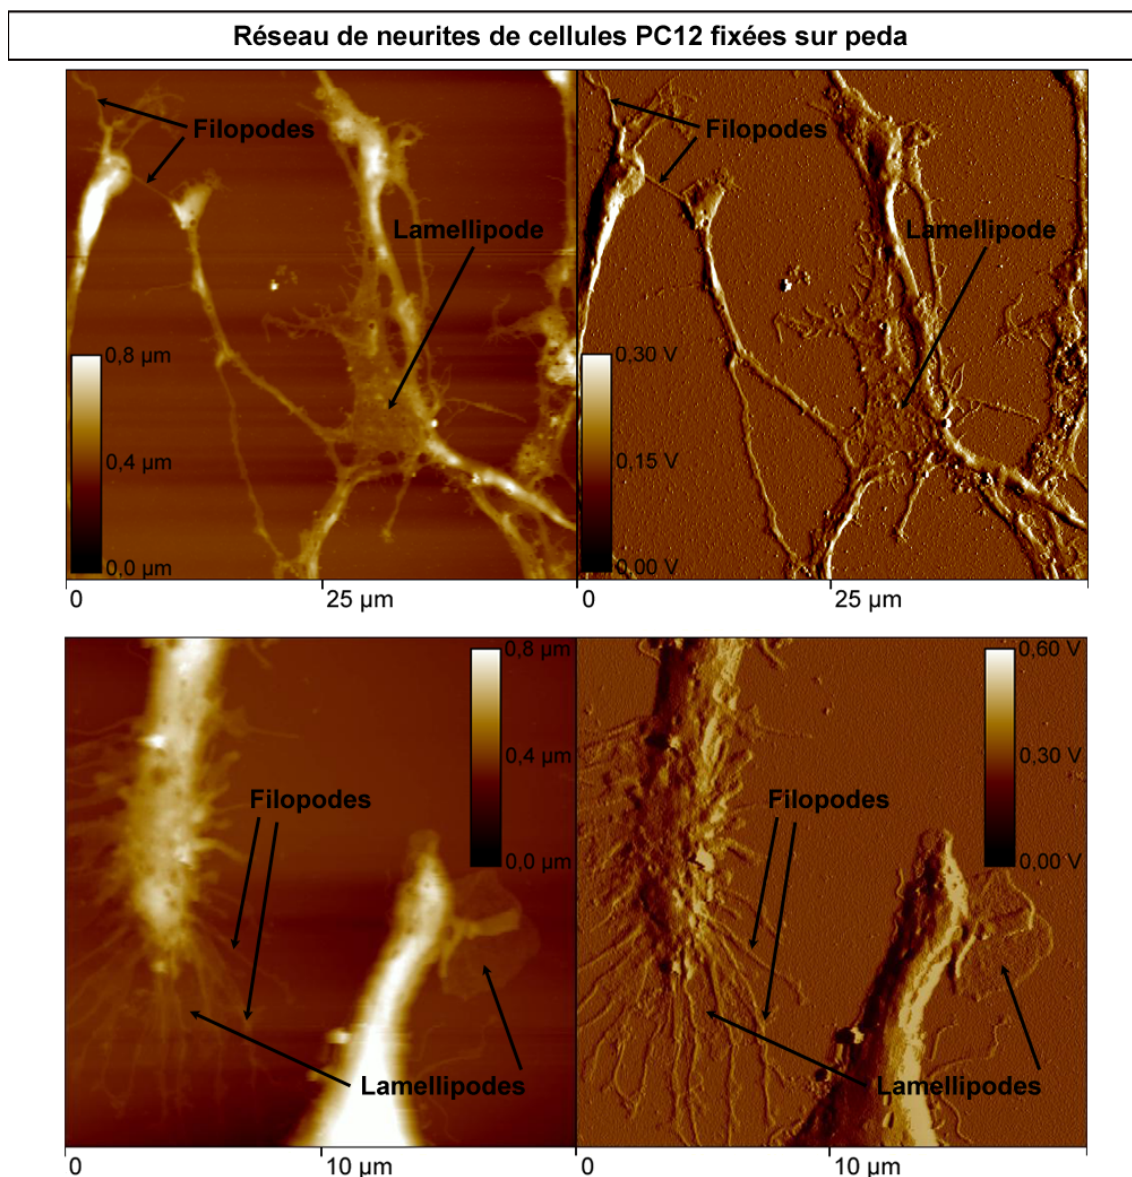 Réseau de neurites de cellules PC12 fixées sur peda
Filopodes
Filopodes
Lamellipode
Lamellipode
0,8 µm
0,4 µm
0,0 µm
0,30 V
0,15 V
0,00 V
0
25 µm
0
25 µm
0,8 µm
0,4 µm
0,0 µm
0,60 V
0,30 V
0,00 V
Filopodes
Filopodes
Lamellipodes
Lamellipodes
0
10 µm
0
10 µm